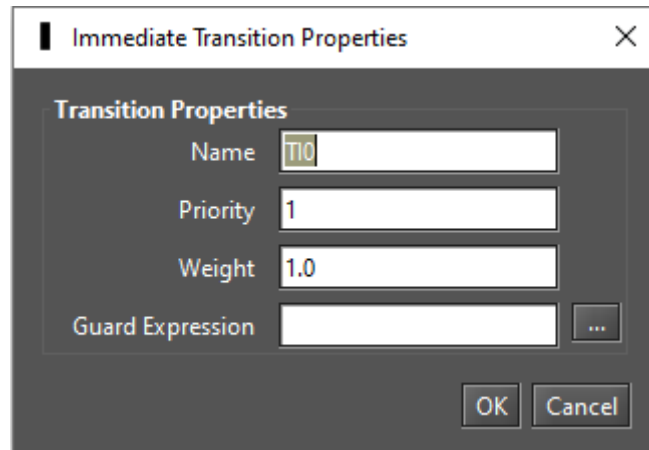 Immediate Transition Properties
Transition Properties
Name TI0
Priority 1
Weight 1.0
Guard Expression ...
OK Cancel